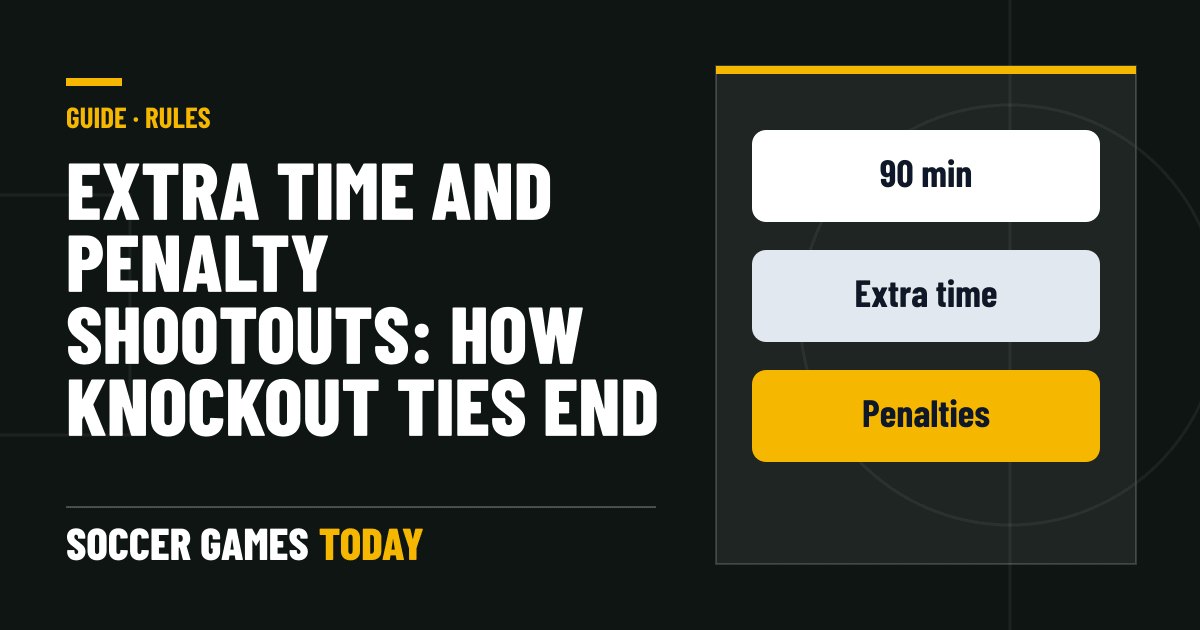 GUIDE · RULES
EXTRA TIME AND
PENALTY
SHOOTOUTS: HOW
KNOCKOUT TIES END
SOCCER GAMES TODAY
90 min
Extra time
Penalties